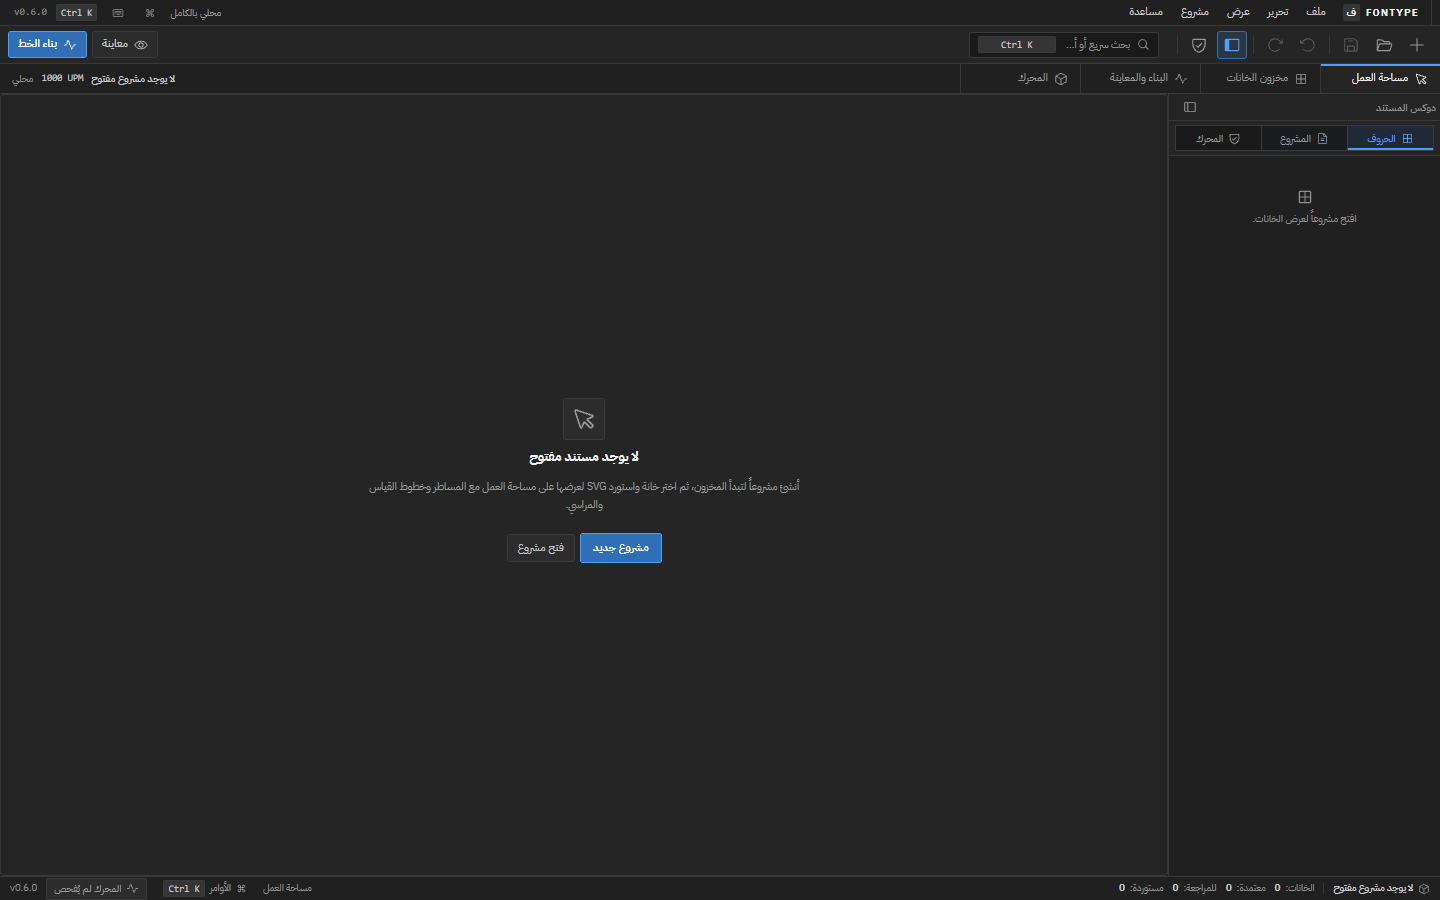 ف FONTYPE ملف تحرير عرض مشروع مساعدة محلي بالكامل Ctrl K v0.6.0
بحث سريع أو أ... Ctrl K معاينة بناء الخط
مساحة العمل مخزون الخانات البناء والمعاينة المحرك لا يوجد مشروع مفتوح 1000 UPM محلي
دوكس المستند
الحروف المشروع المحرك
افتح مشروعاً لعرض الخانات.
لا يوجد مستند مفتوح
أنشئ مشروعاً لتبدأ المخزون، ثم اختر خانة واستورد SVG لعرضها على مساحة العمل مع المساطر وخطوط القياس
والمراسي.
مشروع جديد فتح مشروع
لا يوجد مشروع مفتوح الخانات: 0 معتمدة: 0 للمراجعة: 0 مستوردة: 0 مساحة العمل الأوامر Ctrl K المحرك لم يُفحص v0.6.0